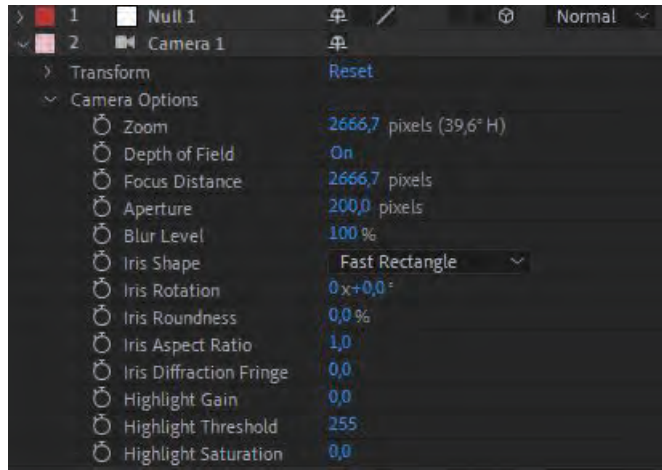 1 Null 1 Normal
2 Camera 1
Transform Reset
Camera Options
Zoom 2666,7 pixels (39,6° H)
Depth of Field On
Focus Distance 2666,7 pixels
Aperture 200,0 pixels
Blur Level 100 %
Iris Shape Fast Rectangle
Iris Rotation 0x+0,0°
Iris Roundness 0,0 %
Iris Aspect Ratio 1,0
Iris Diffraction Fringe 0,0
Highlight Gain 0,0
Highlight Threshold 255
Highlight Saturation 0,0